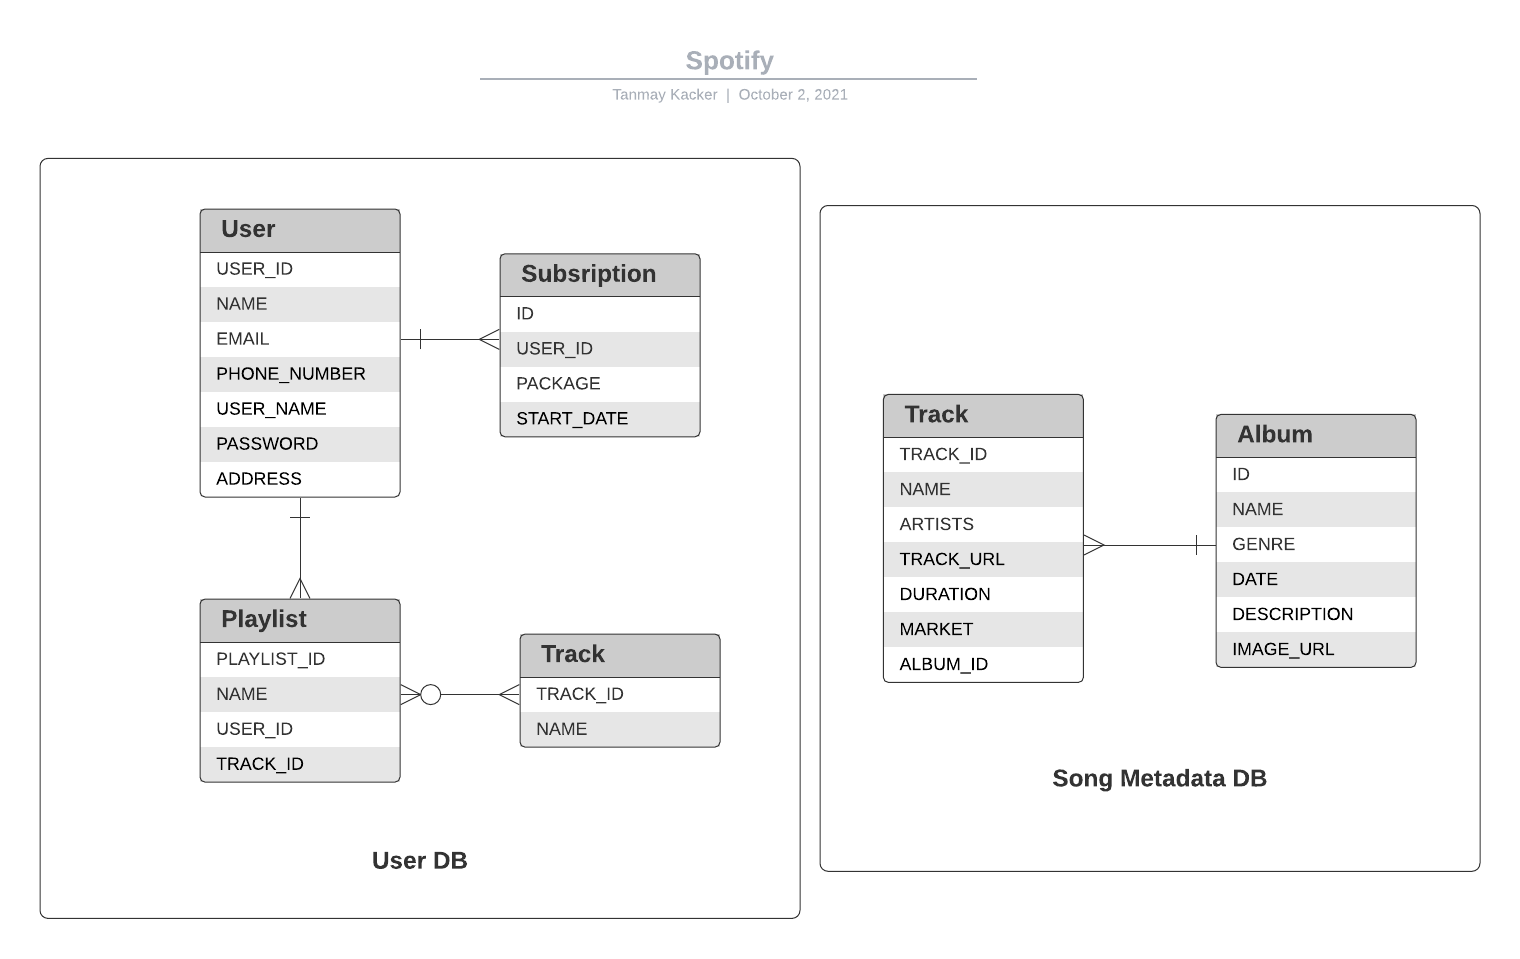 Spotify
Tanmay Kacker | October 2, 2021
User
USER_ID
NAME
EMAIL
PHONE_NUMBER
USER_NAME
PASSWORD
ADDRESS
Subsription
ID
USER_ID
PACKAGE
START_DATE
Playlist
PLAYLIST_ID
NAME
USER_ID
TRACK_ID
Track
TRACK_ID
NAME
User DB
Track
TRACK_ID
NAME
ARTISTS
TRACK_URL
DURATION
MARKET
ALBUM_ID
Album
ID
NAME
GENRE
DATE
DESCRIPTION
IMAGE_URL
Song Metadata DB